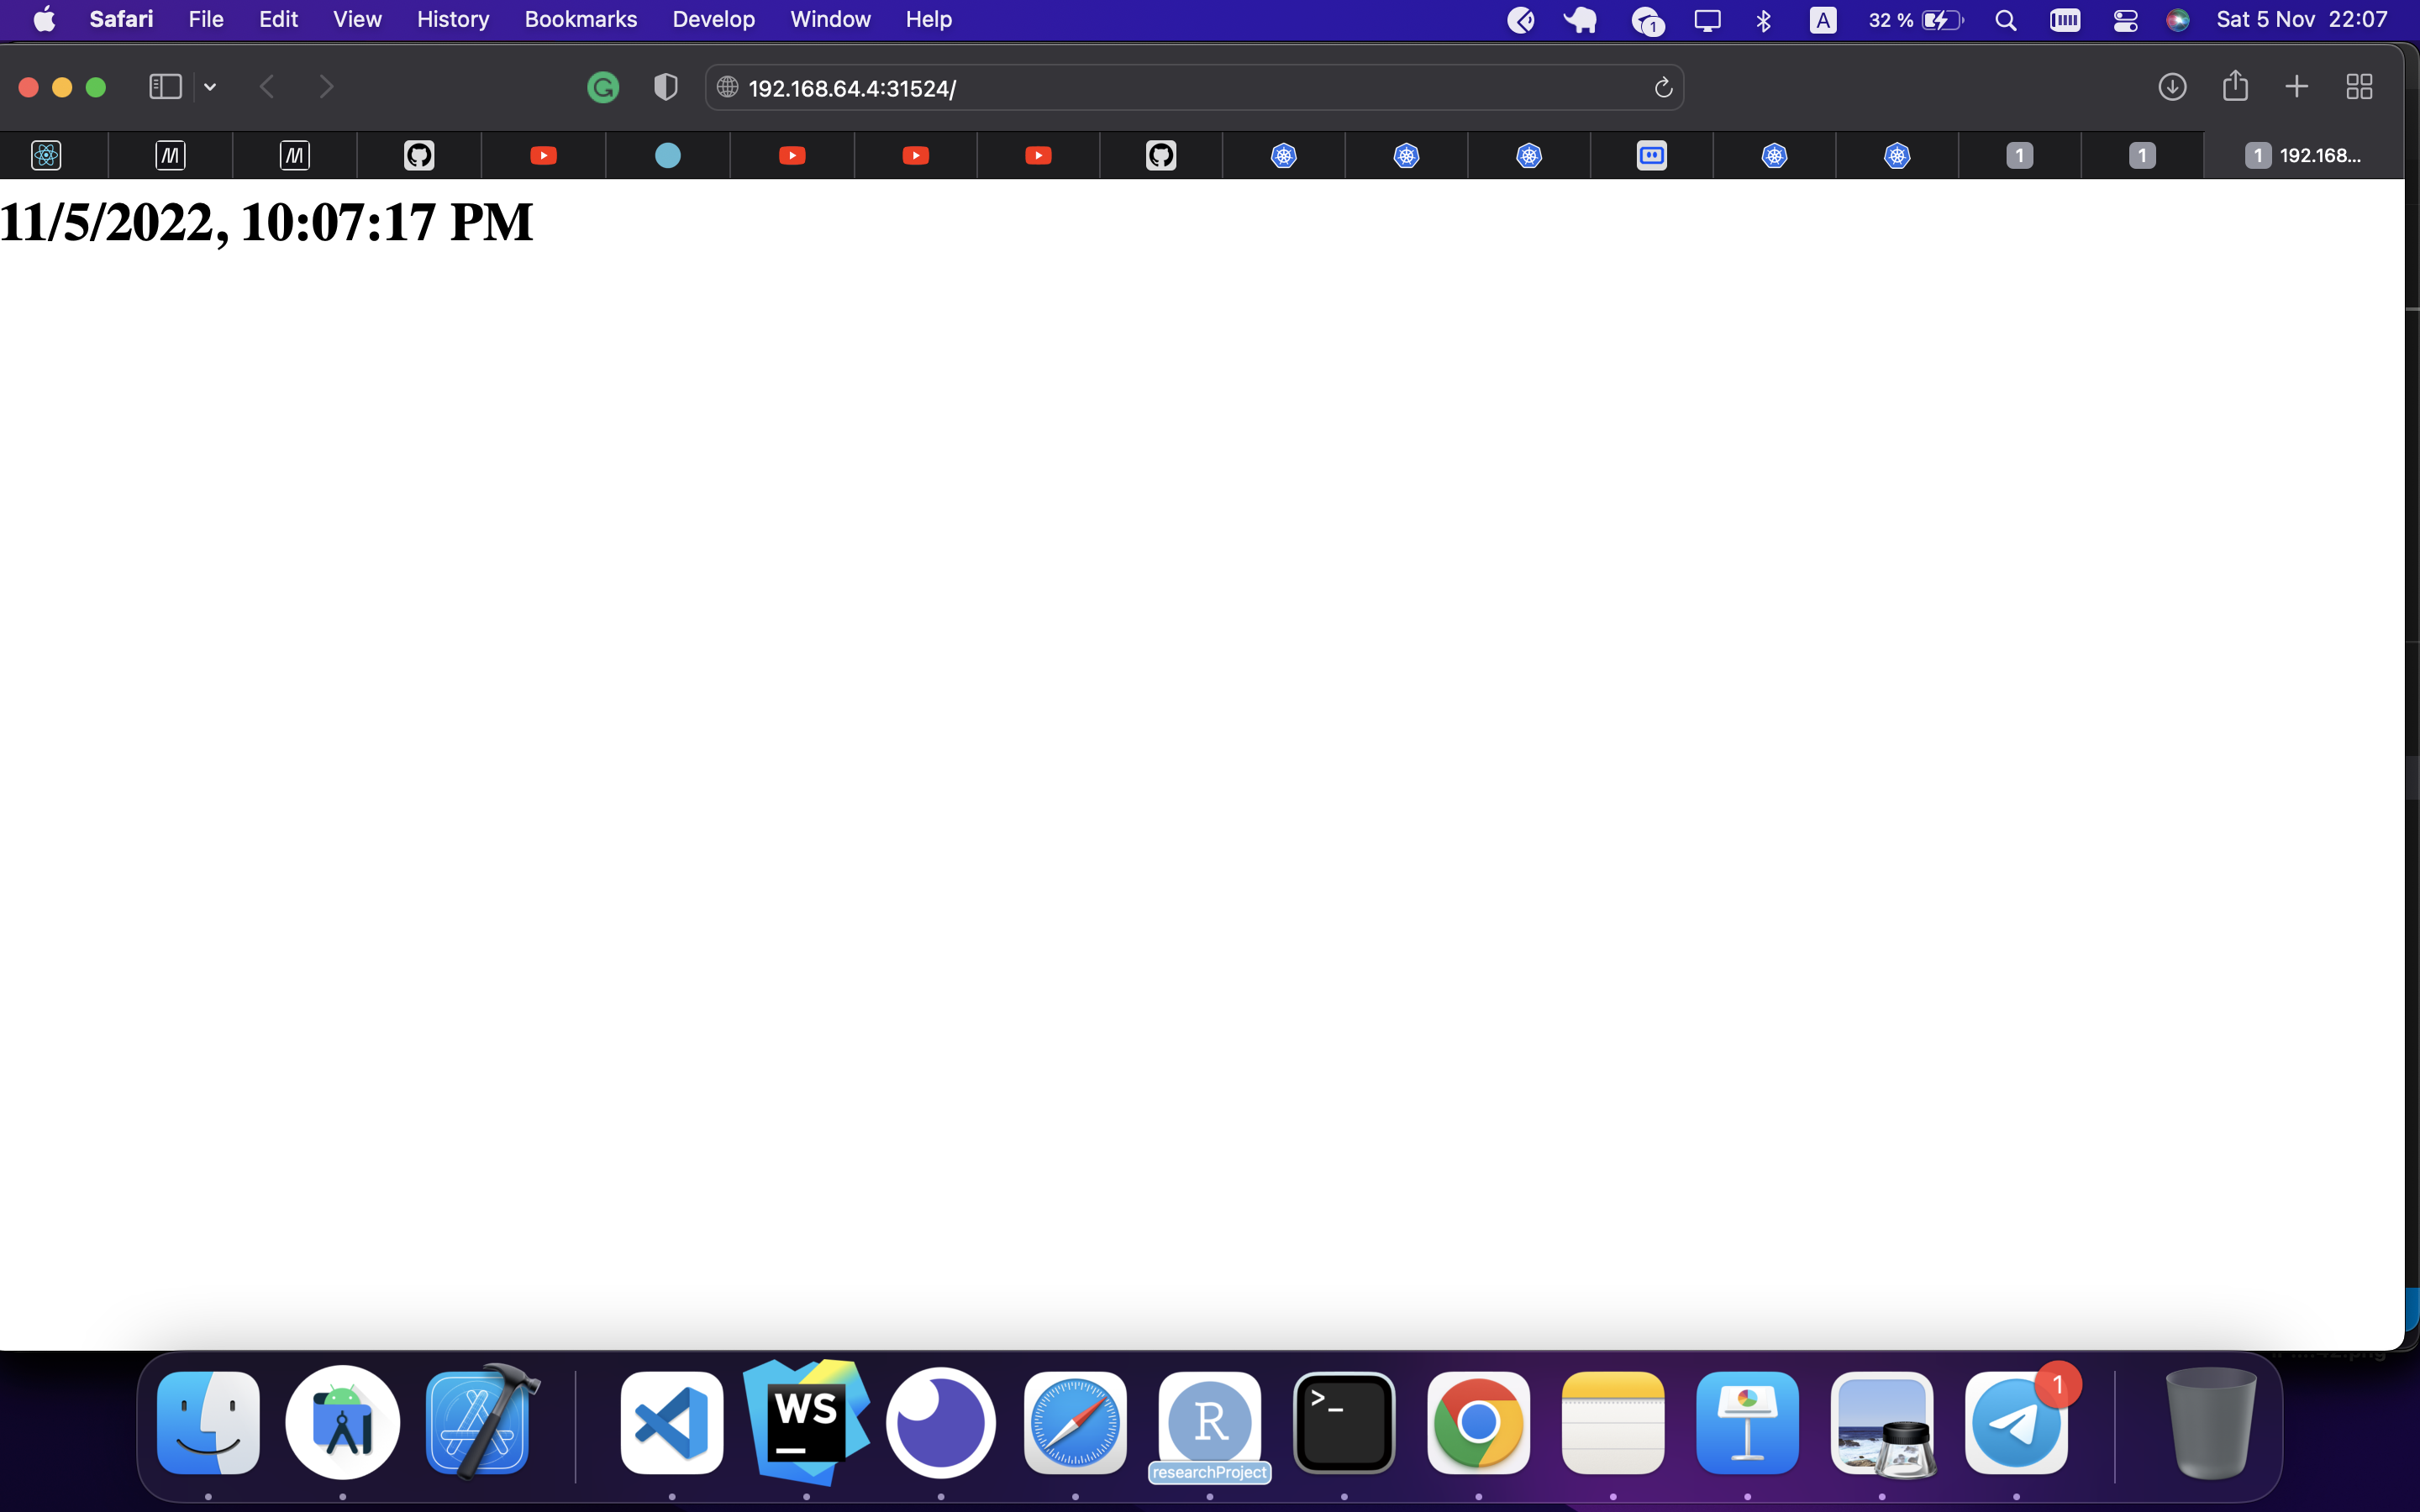 Safari File Edit View History Bookmarks Develop Window Help 1 A 32 % Sat 5 Nov 22:07
192.168.64.4:31524/
1 1 1 192.168...
11/5/2022, 10:07:17 PM
WS
R
>_
1
researchProject